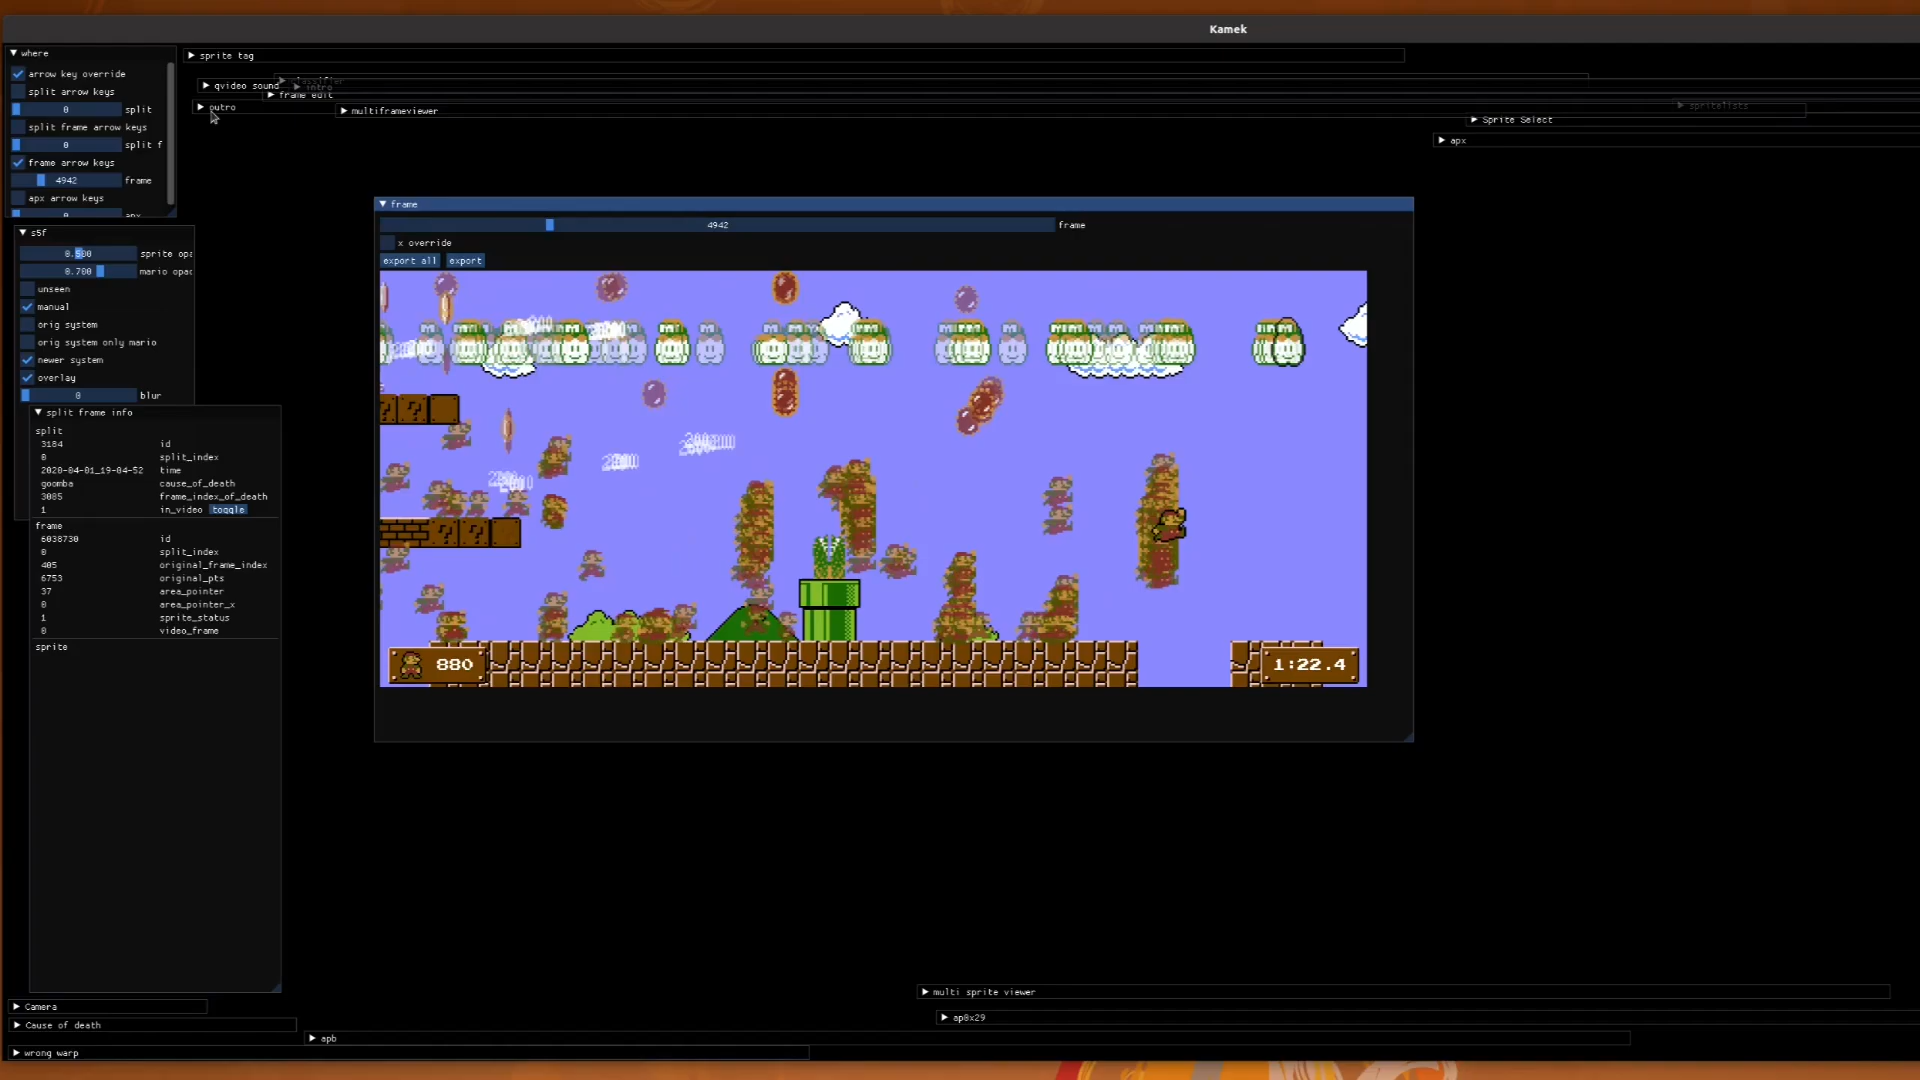 Kamek
where
arrow key override
split arrow keys
0 split
split frame arrow keys
0 split f
frame arrow keys
4942 frame
apx arrow keys
0 apx
sprite tag
classifier
qvideo sound
intro
frame edit
outro
multiframeviewer
spritelists
Sprite Select
apx
s5f
0.500 sprite opa
0.700 mario opac
unseen
manual
orig system
orig system only mario
newer system
overlay
0 blur
split frame info
split
3184 id
0 split_index
2020-04-01_19-04-52 time
goomba cause_of_death
3085 frame_index_of_death
1 in_video toggle
frame
6038730 id
0 split_index
405 original_frame_index
6753 original_pts
37 area_pointer
0 area_pointer_x
1 sprite_status
0 video_frame
sprite
frame
4942 frame
x override
export all export
880
1:22.4
Camera
Cause of death
wrong warp
apb
multi sprite viewer
ap0x29